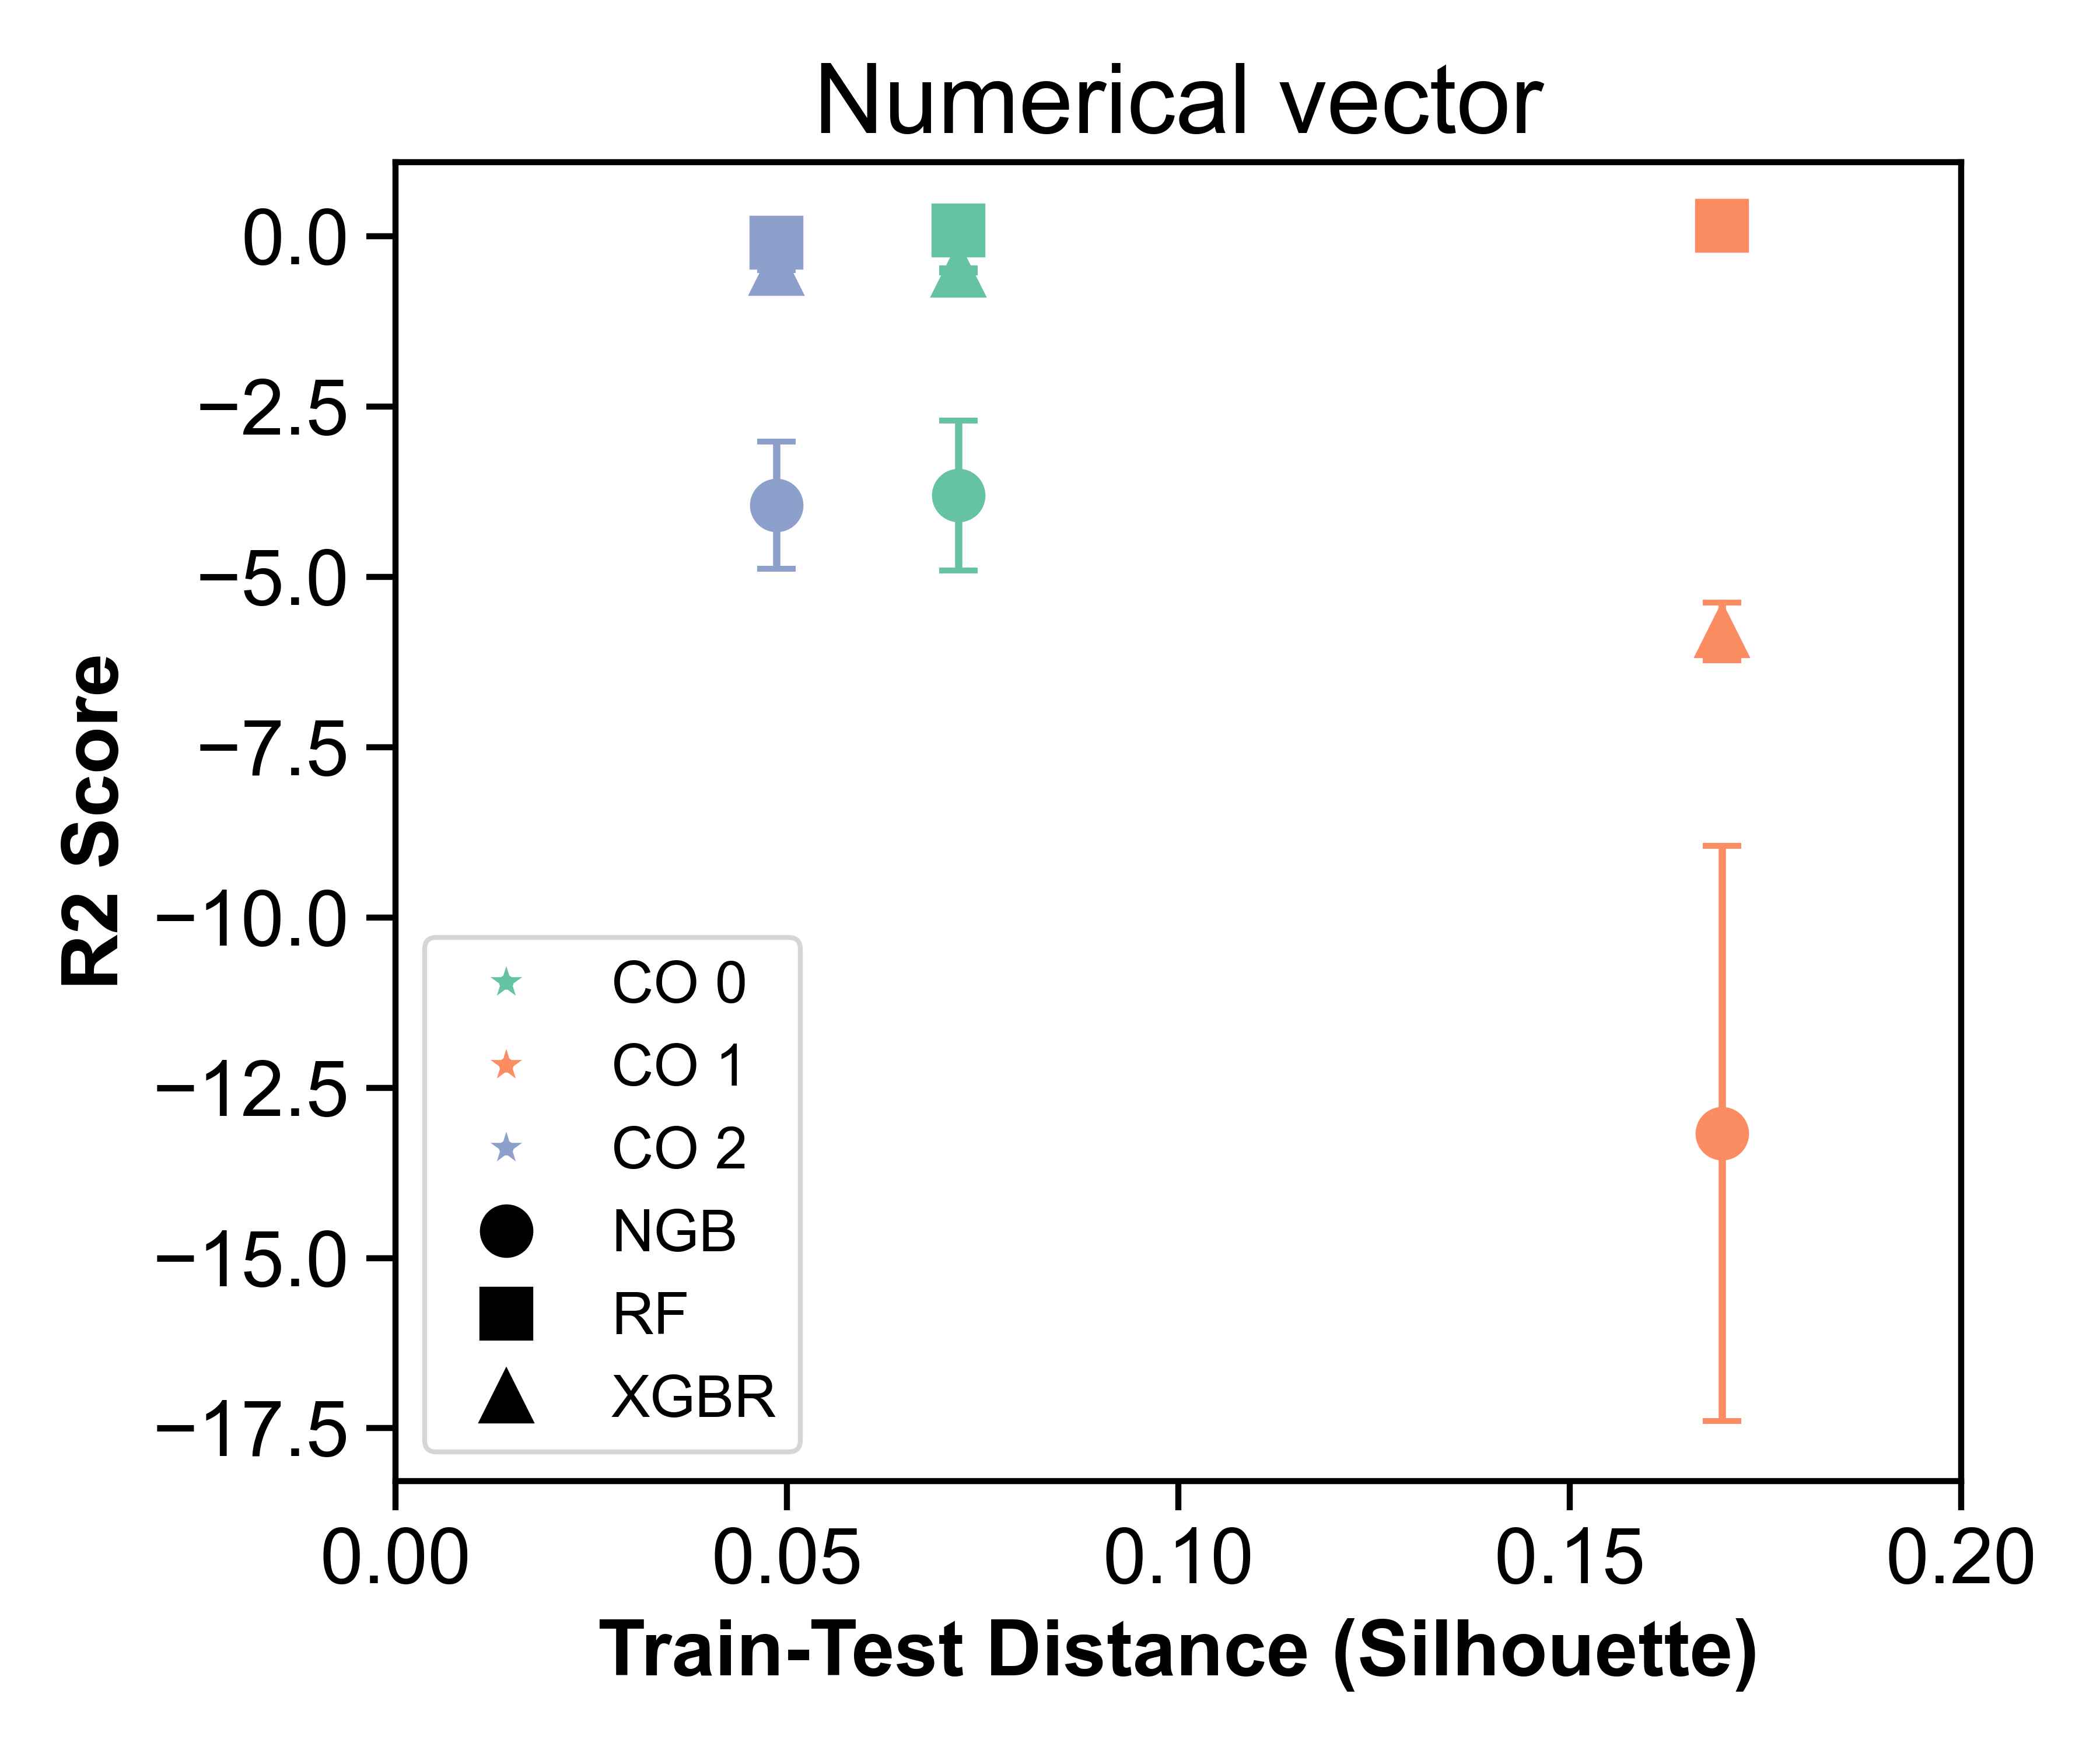 Numerical vector
0.0
−2.5
−5.0
−7.5
−10.0
−12.5
−15.0
−17.5
R2 Score
CO 0
CO 1
CO 2
NGB
RF
XGBR
0.00 0.05 0.10 0.15 0.20
Train-Test Distance (Silhouette)